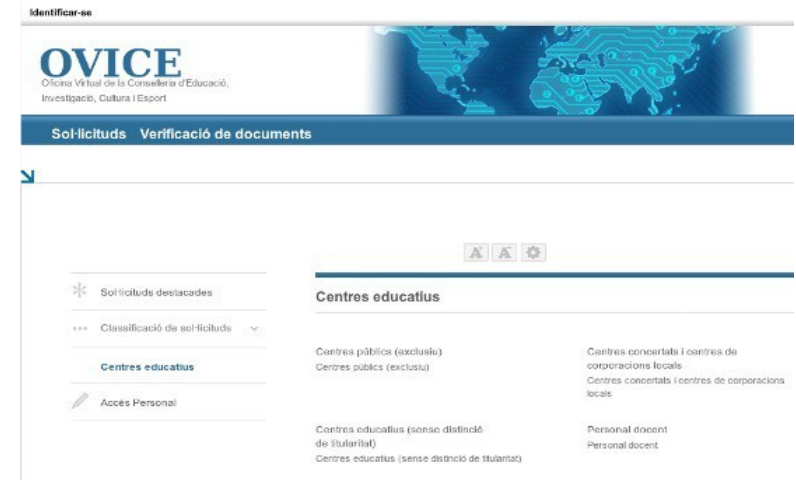 Identificar-se
OVICE
Oficina Virtual de la Conselleria d'Educació,
Investigació, Cultura i Esport
Sol·licituds Verificació de documents
Sol·licituds destacades
Classificació de sol·licituds
Centres educatius
Accés Personal
Centres educatius
Centres públics (exclusiu)
Centres públics (exclusiu)
Centres concertats i centres de
corporacions locals
Centres concertats i centres de corporacions
locals
Centres educatius (sense distinció
de titularitat)
Centres educatius (sense distinció de titularitat)
Personal docent
Personal docent